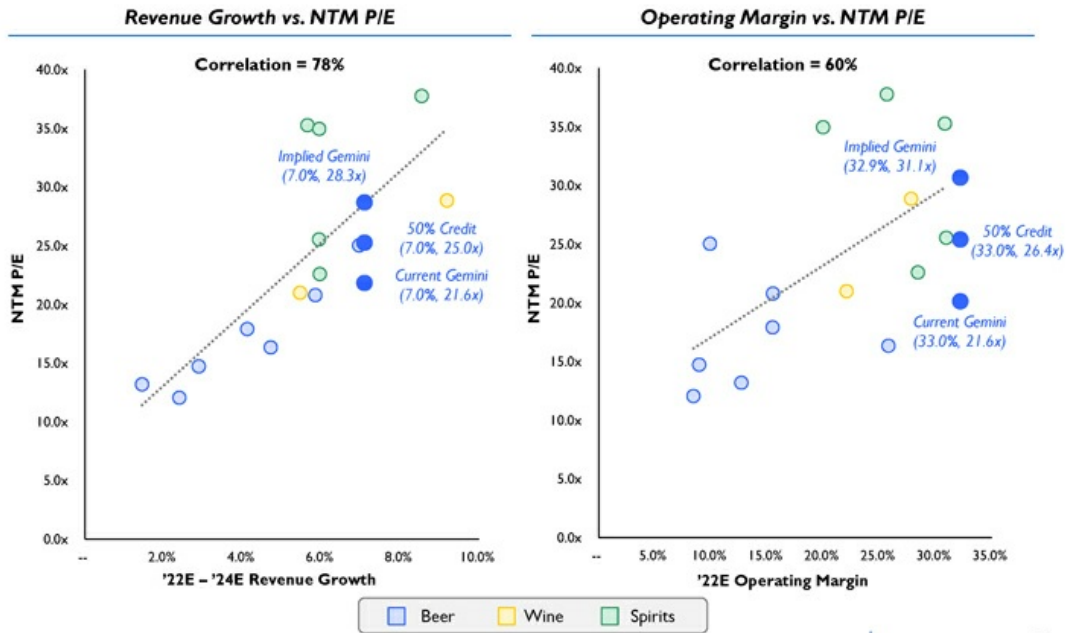 Revenue Growth vs. NTM P/E
Correlation = 78%
NTM P/E
40.0x
35.0x
30.0x
25.0x
20.0x
15.0x
10.0x
5.0x
0.0x
Implied Gemini
(7.0%, 28.3x)
50% Credit
(7.0%, 25.0x)
Current Gemini
(7.0%, 21.6x)
--
2.0%
4.0%
6.0%
8.0%
10.0%
'22E – '24E Revenue Growth
Operating Margin vs. NTM P/E
Correlation = 60%
NTM P/E
40.0x
35.0x
30.0x
25.0x
20.0x
15.0x
10.0x
5.0x
0.0x
Implied Gemini
(32.9%, 31.1x)
50% Credit
(33.0%, 26.4x)
Current Gemini
(33.0%, 21.6x)
--
5.0%
10.0%
15.0%
20.0%
25.0%
30.0%
35.0%
'22E Operating Margin
Beer
Wine
Spirits